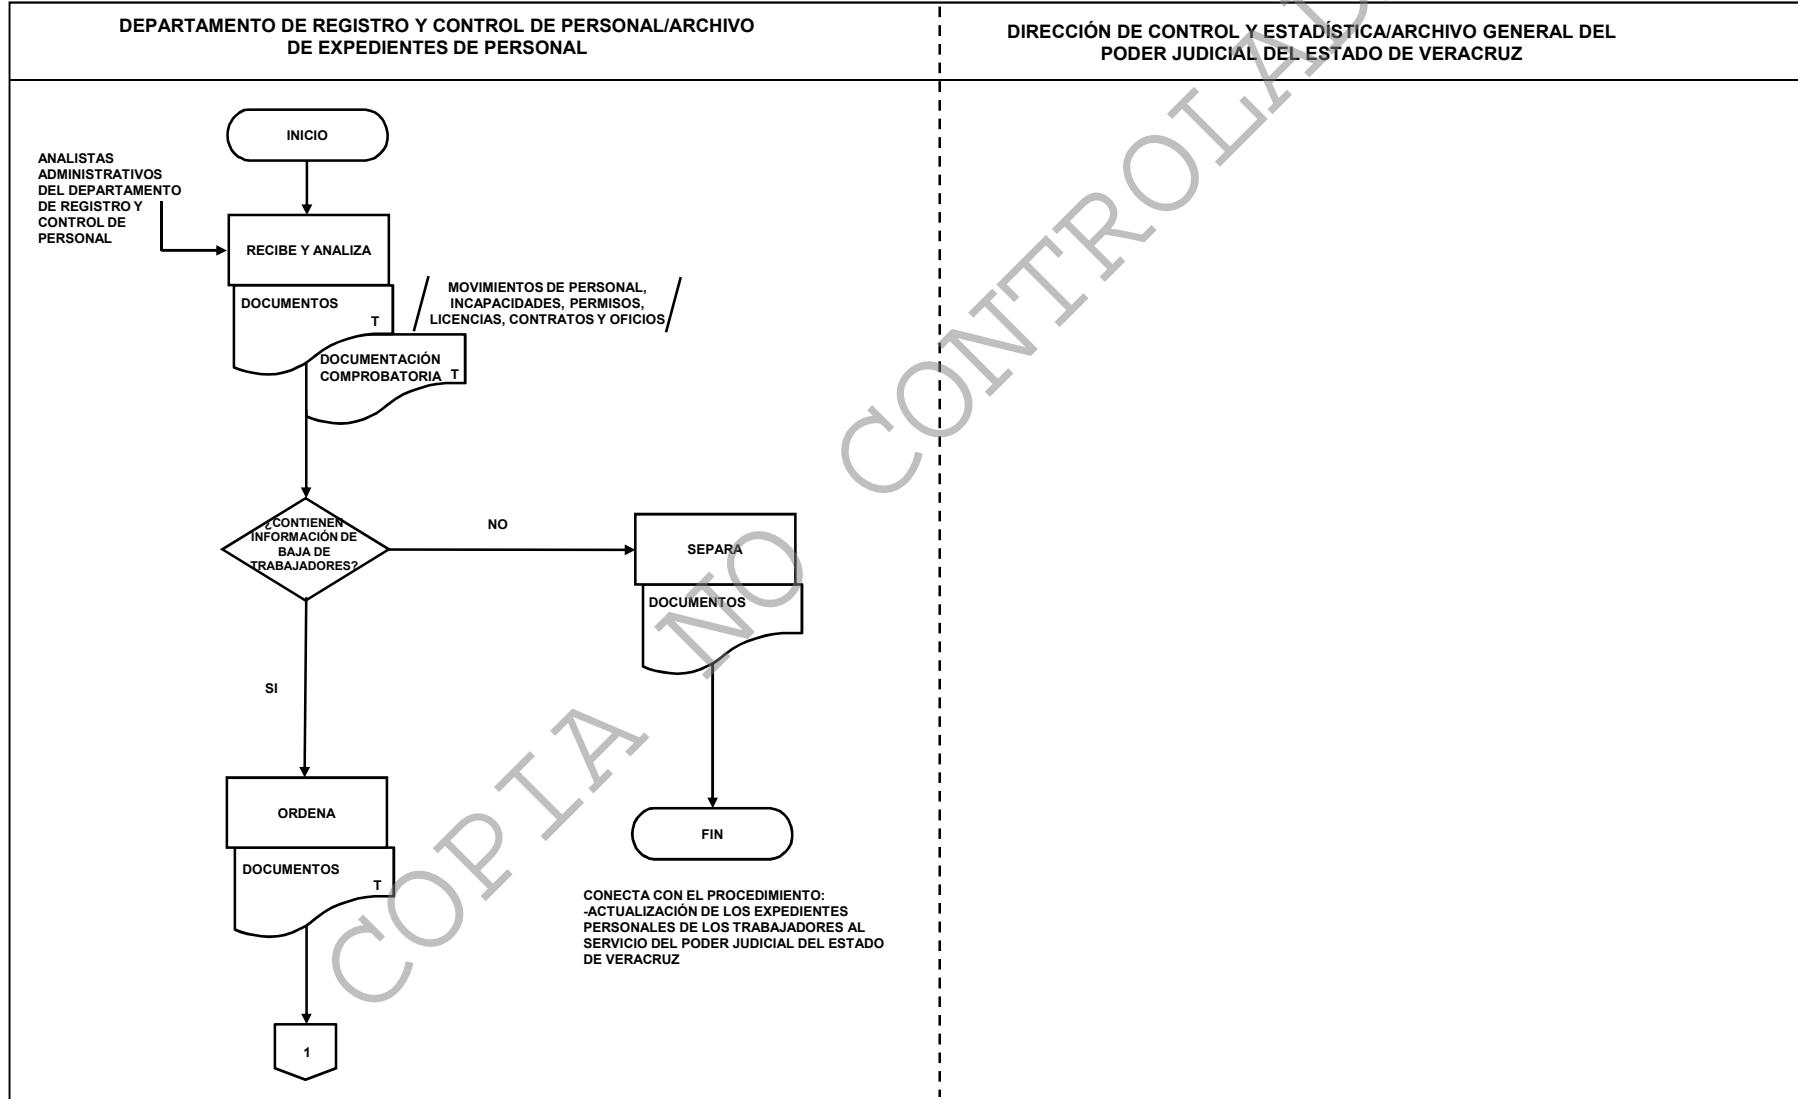 DEPARTAMENTO DE REGISTRO Y CONTROL DE PERSONAL/ARCHIVO
DE EXPEDIENTES DE PERSONAL
DIRECCIÓN DE CONTROL Y ESTADÍSTICA/ARCHIVO GENERAL DEL
PODER JUDICIAL DEL ESTADO DE VERACRUZ
INICIO
ANALISTAS
ADMINISTRATIVOS
DEL DEPARTAMENTO
DE REGISTRO Y
CONTROL DE
PERSONAL
RECIBE Y ANALIZA
DOCUMENTOS
T
MOVIMIENTOS DE PERSONAL,
INCAPACIDADES, PERMISOS,
LICENCIAS, CONTRATOS Y OFICIOS
DOCUMENTACIÓN
COMPROBATORIA T
¿CONTIENEN
INFORMACIÓN DE
BAJA DE
TRABAJADORES?
NO
SEPARA
DOCUMENTOS
SI
ORDENA
DOCUMENTOS
T
FIN
CONECTA CON EL PROCEDIMIENTO:
-ACTUALIZACIÓN DE LOS EXPEDIENTES
PERSONALES DE LOS TRABAJADORES AL
SERVICIO DEL PODER JUDICIAL DEL ESTADO
DE VERACRUZ
1
COPIA NO CONTROLAD